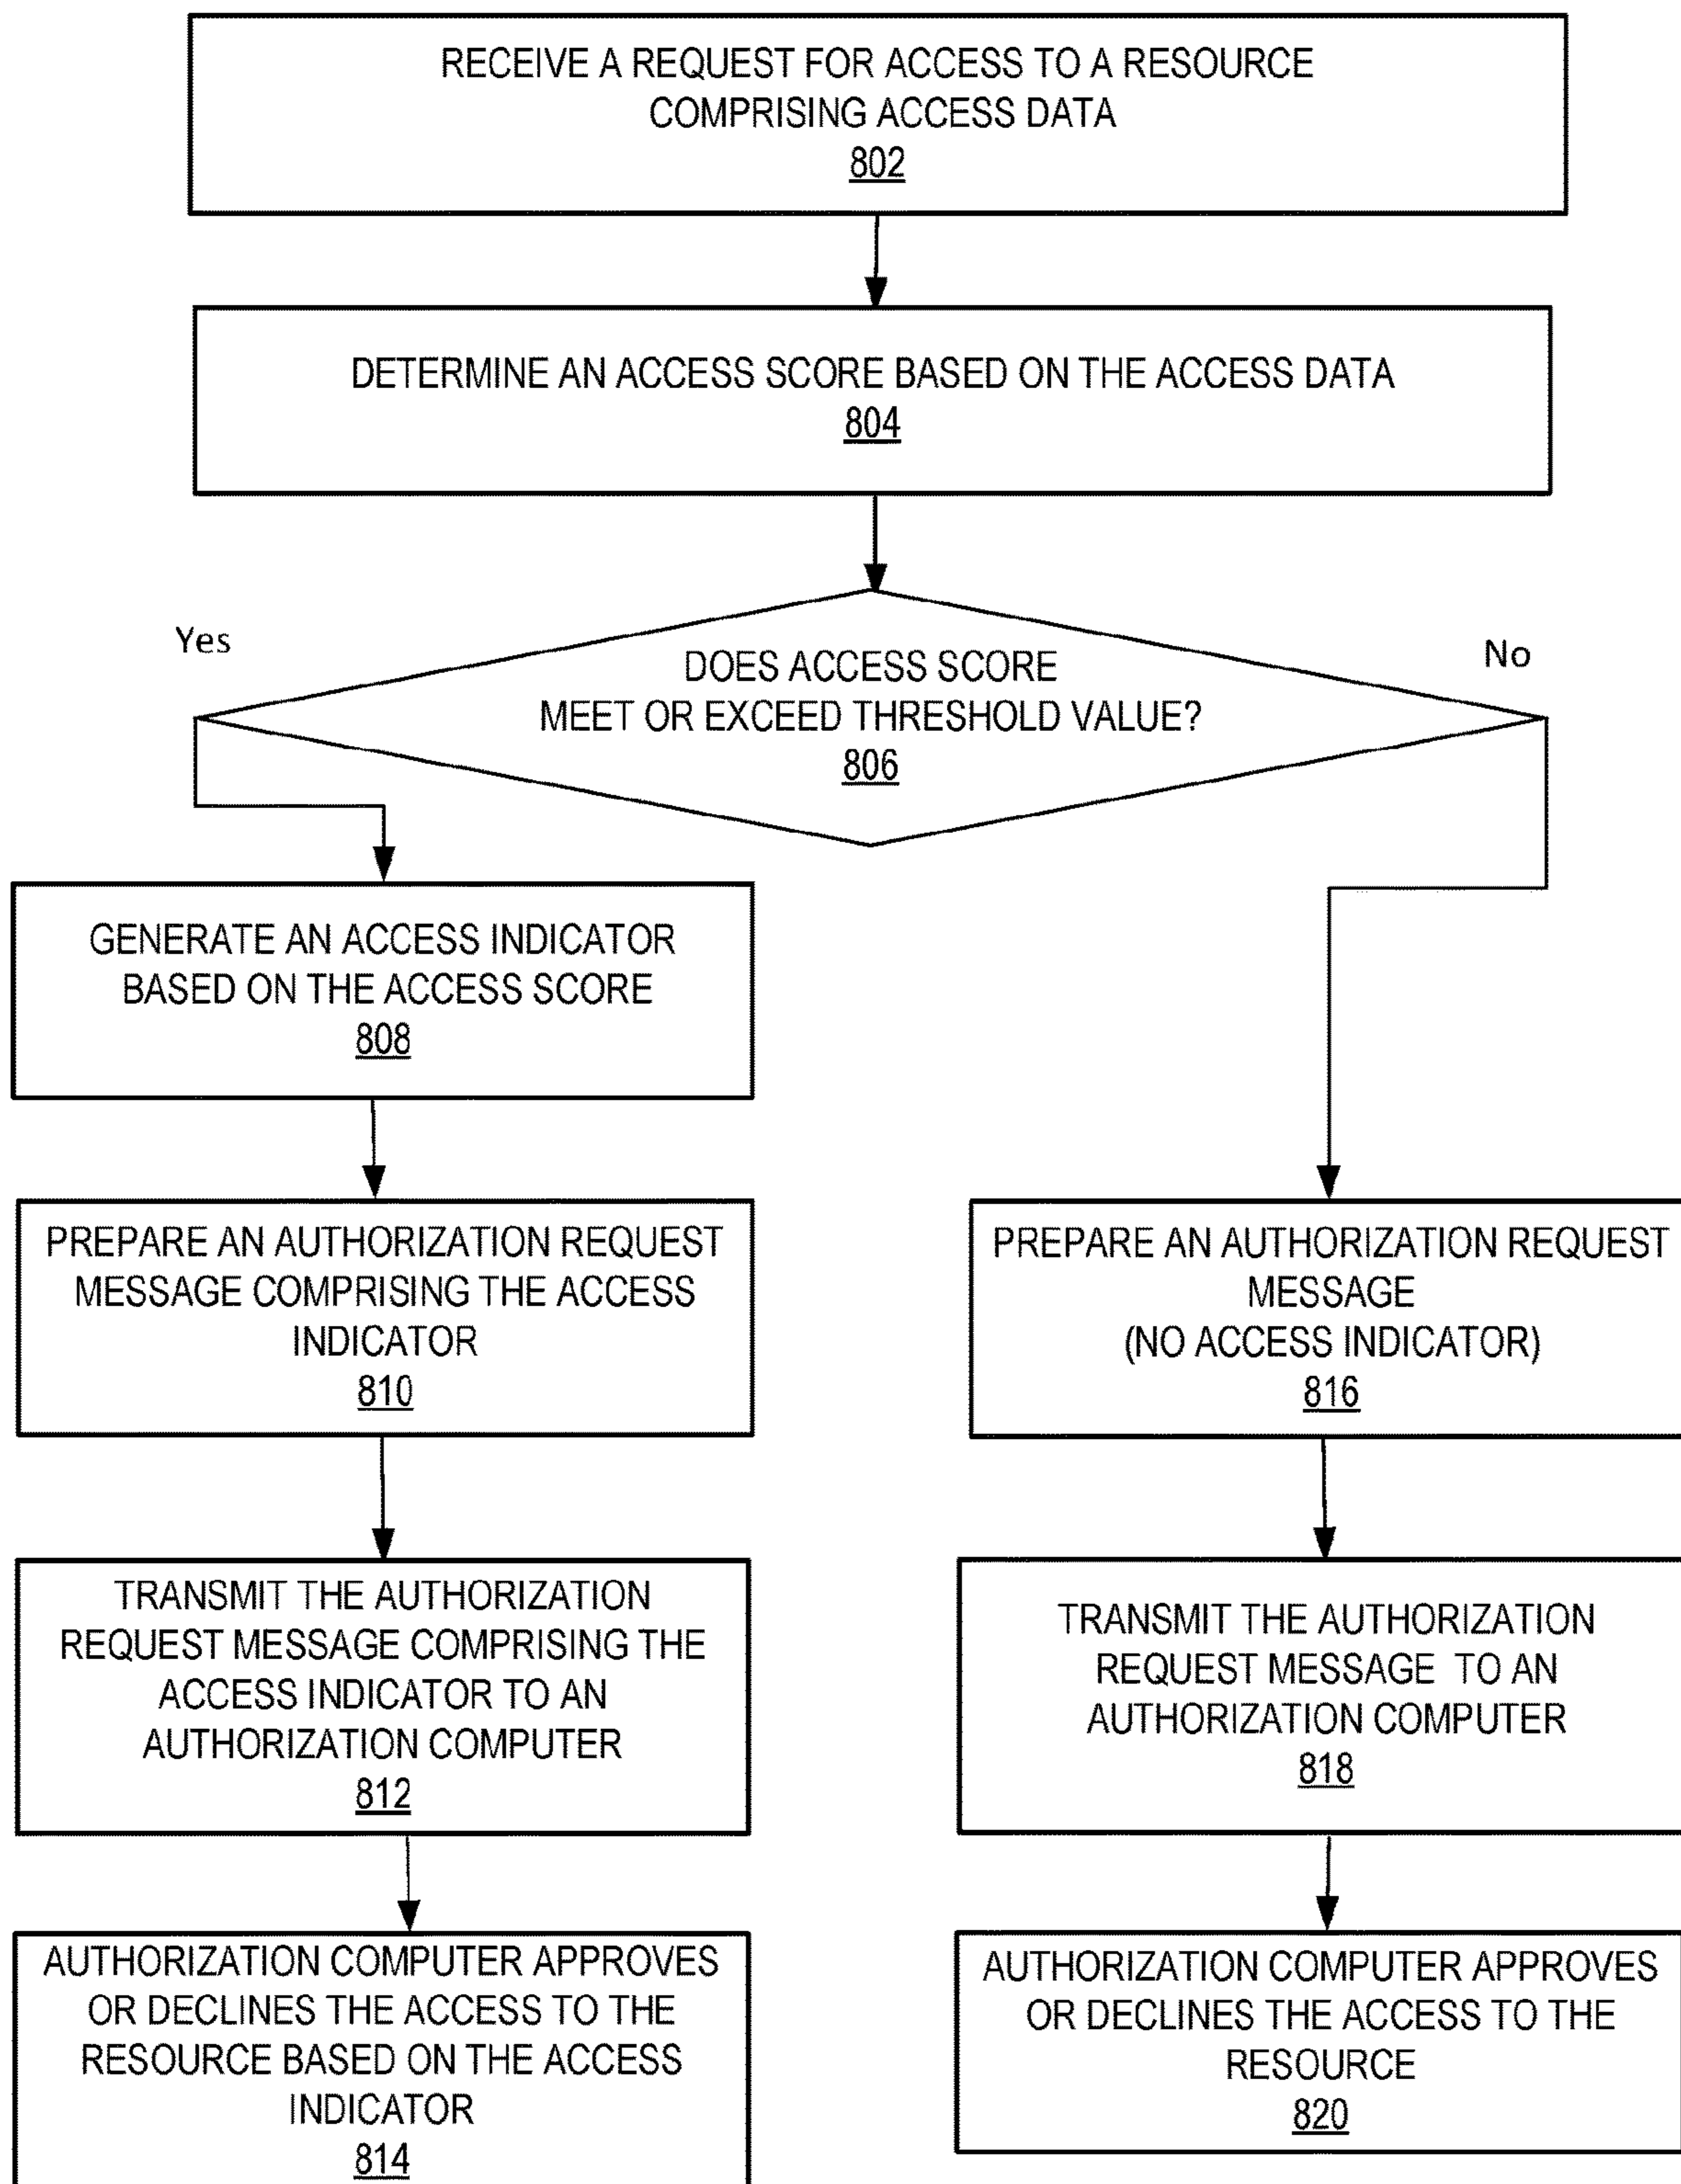 RECEIVE A REQUEST FOR ACCESS TO A RESOURCE
COMPRISING ACCESS DATA
802
DETERMINE AN ACCESS SCORE BASED ON THE ACCESS DATA
804
Yes
No
DOES ACCESS SCORE
MEET OR EXCEED THRESHOLD VALUE?
806
GENERATE AN ACCESS INDICATOR
BASED ON THE ACCESS SCORE
808
PREPARE AN AUTHORIZATION REQUEST
MESSAGE COMPRISING THE ACCESS
INDICATOR
810
TRANSMIT THE AUTHORIZATION
REQUEST MESSAGE COMPRISING THE
ACCESS INDICATOR TO AN
AUTHORIZATION COMPUTER
812
AUTHORIZATION COMPUTER APPROVES
OR DECLINES THE ACCESS TO THE
RESOURCE BASED ON THE ACCESS
INDICATOR
814
PREPARE AN AUTHORIZATION REQUEST
MESSAGE
(NO ACCESS INDICATOR)
816
TRANSMIT THE AUTHORIZATION
REQUEST MESSAGE TO AN
AUTHORIZATION COMPUTER
818
AUTHORIZATION COMPUTER APPROVES
OR DECLINES THE ACCESS TO THE
RESOURCE
820